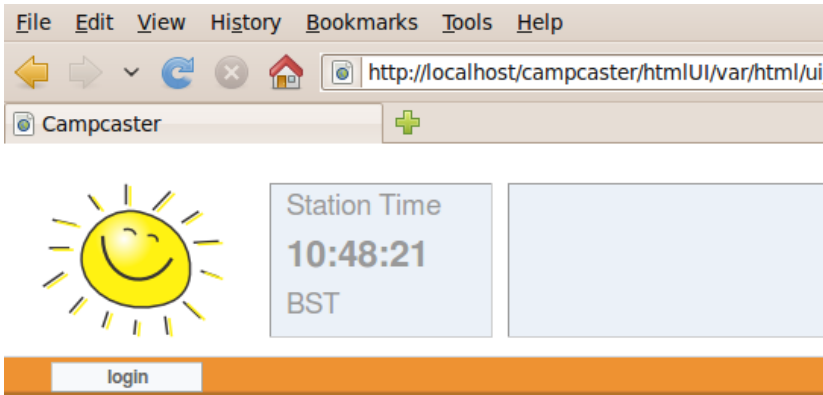 File Edit View History Bookmarks Tools Help
http://localhost/campcaster/htmlUI/var/html/ui
Campcaster
Station Time
10:48:21
BST
login